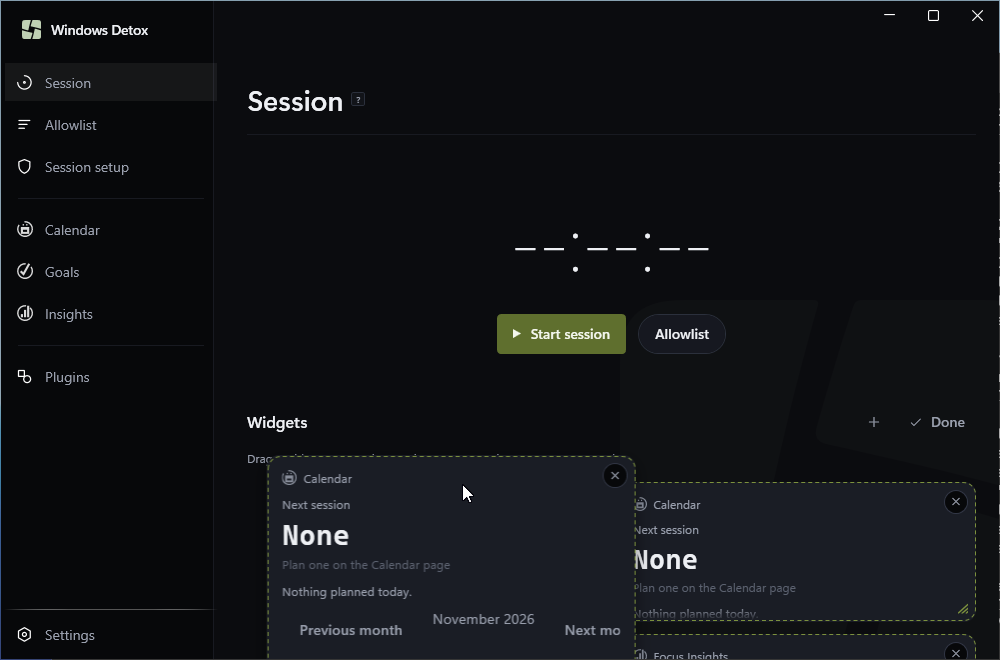 Windows Detox
Session
Allowlist
Session setup
Calendar
Goals
Insights
Plugins
Settings
Session ?
– – : – – : – –
Start session
Allowlist
Widgets
+
Done
Calendar
Next session
None
Plan one on the Calendar page
Nothing planned today.
November 2026
Previous month
Next mo
Calendar
Next session
None
Plan one on the Calendar page
Nothing planned today.
Focus Insights